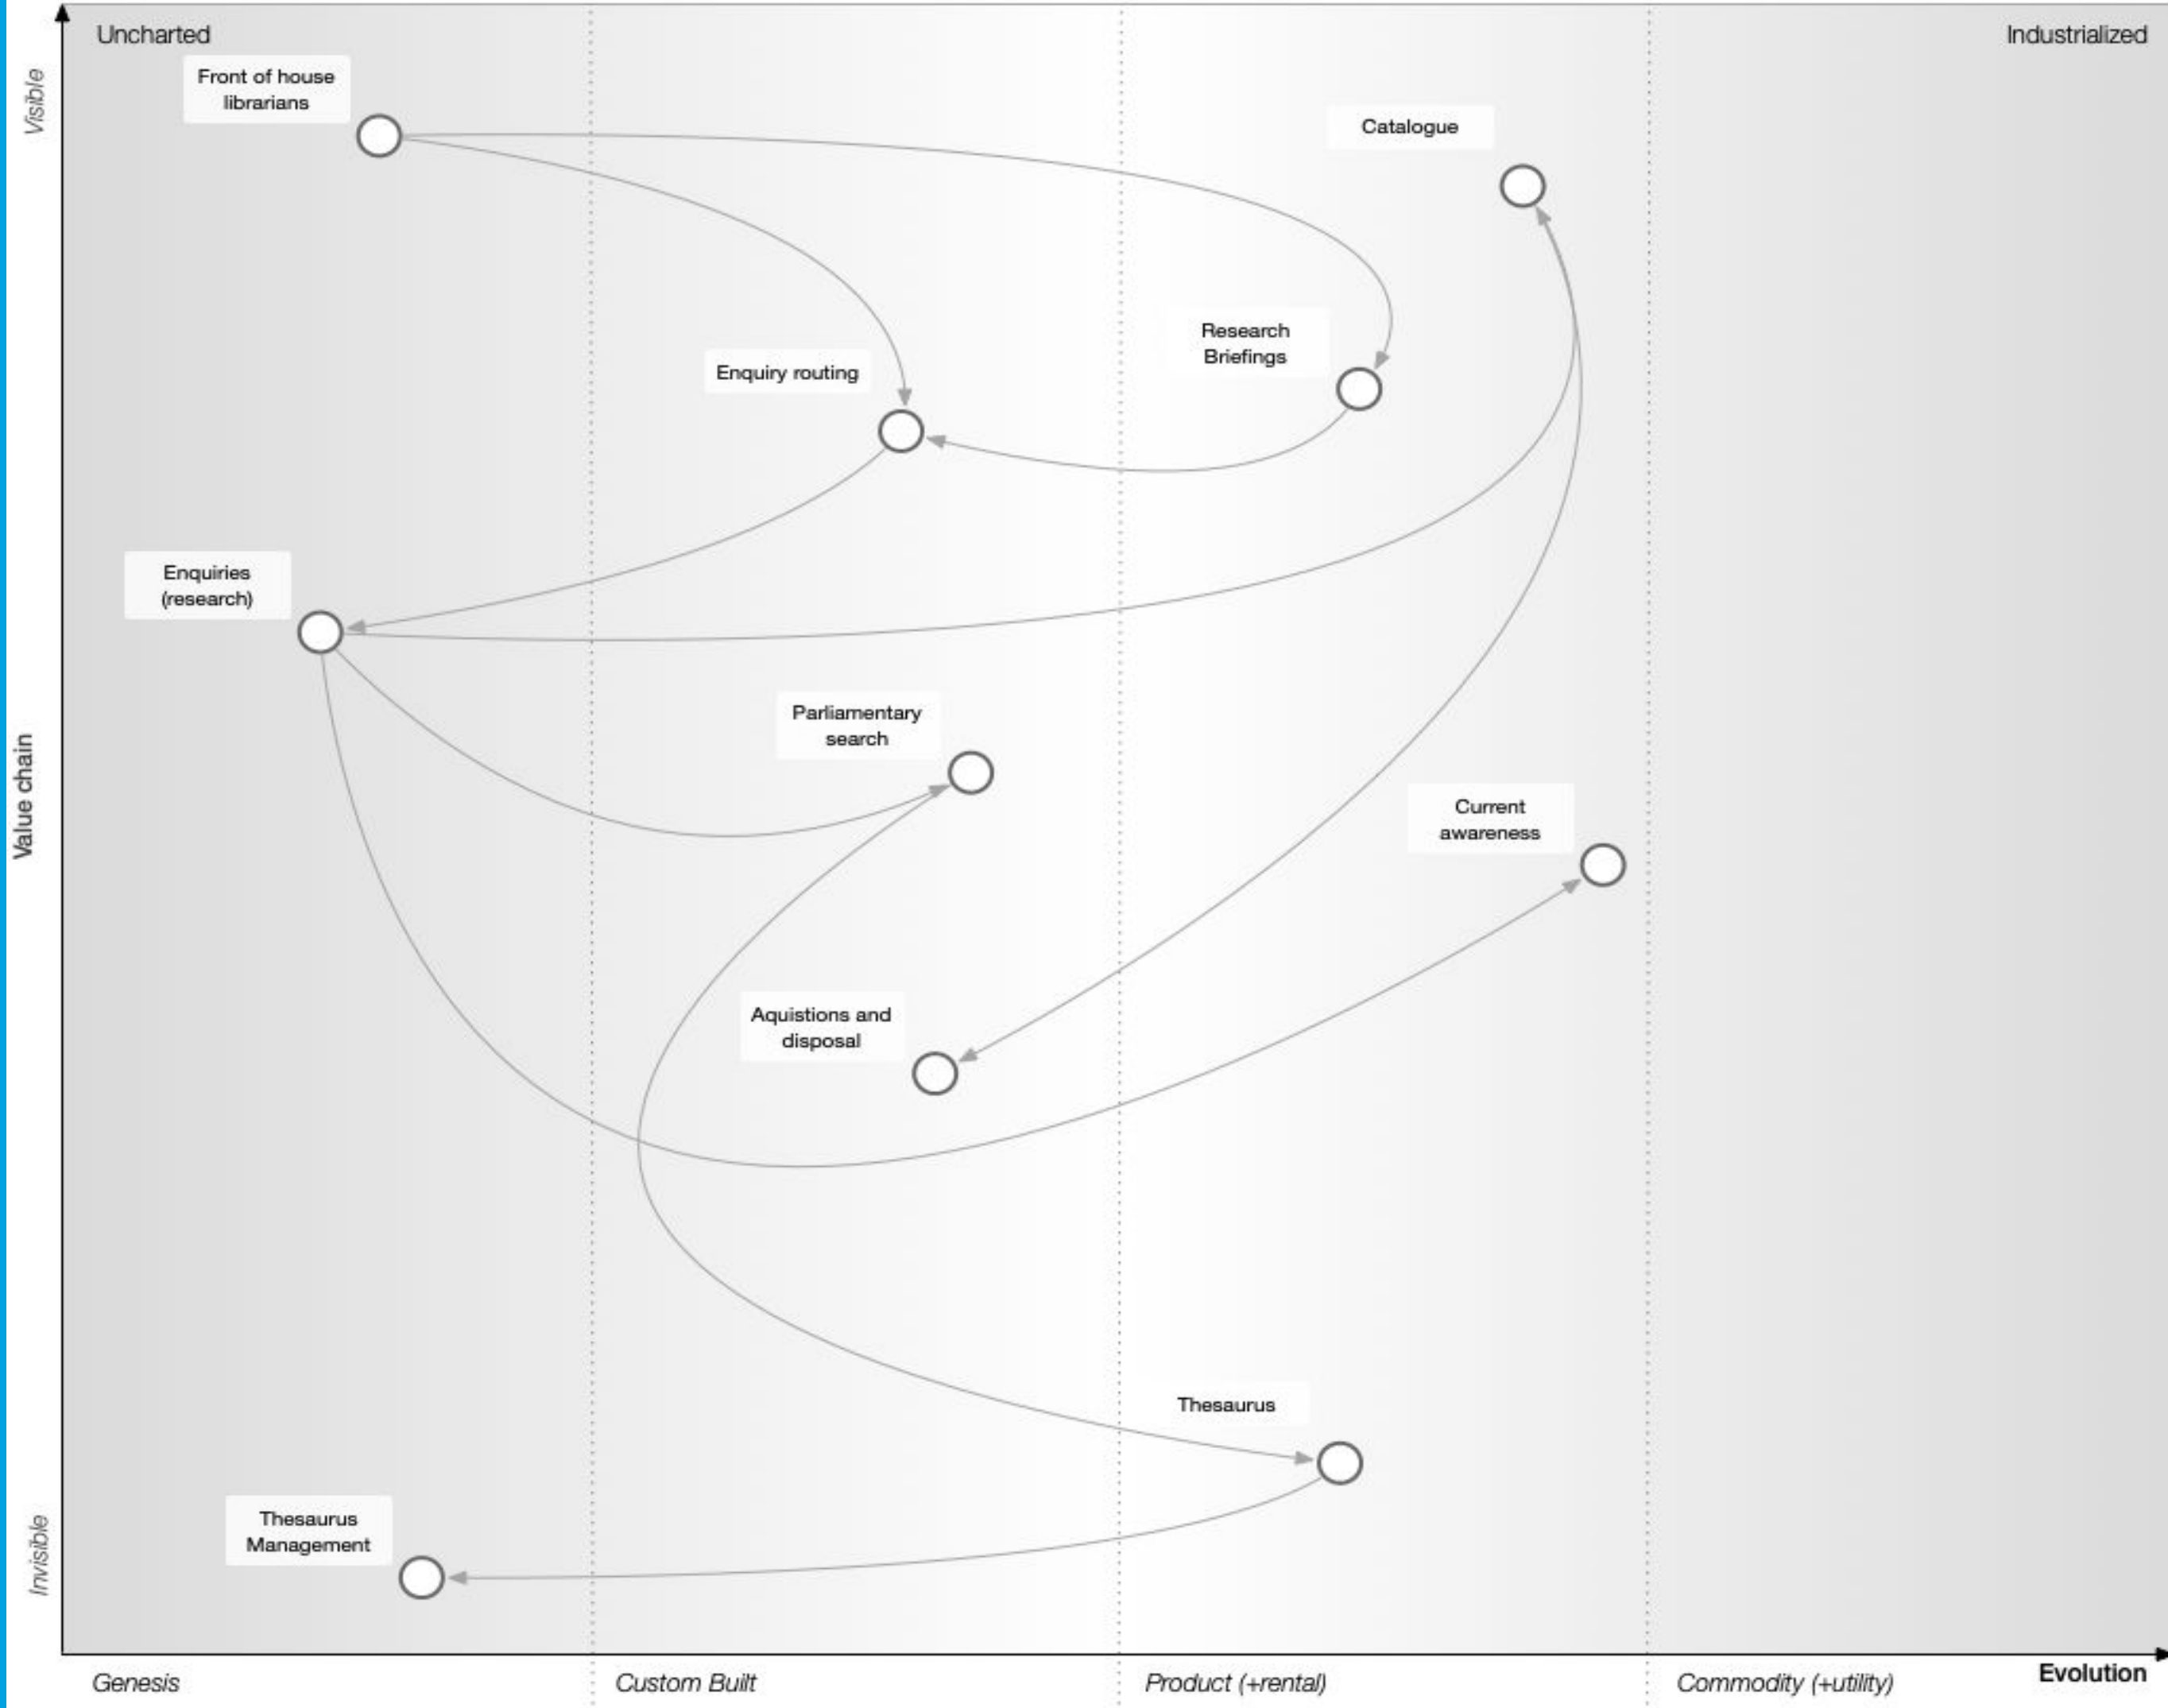 Uncharted
Industrialized
Visible
Front of house
librarians
Catalogue
Research
Briefings
Enquiry routing
Enquiries
(research)
Parliamentary
search
Value chain
Current
awareness
Aquistions and
disposal
Thesaurus
Thesaurus
Management
Invisible
Evolution
Genesis
Custom Built
Product (+rental)
Commodity (+utility)